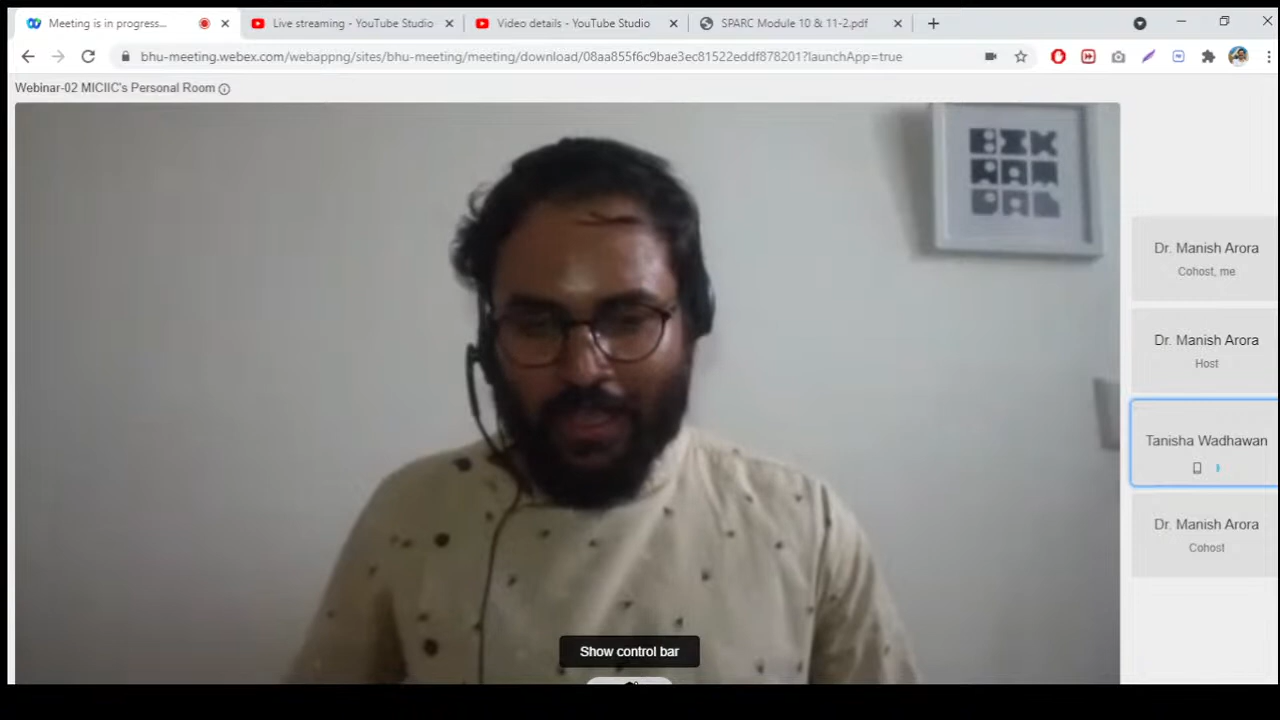 Meeting is in progress...
Live streaming - YouTube Studio
Video details - YouTube Studio
SPARC Module 10 & 11-2.pdf
bhu-meeting.webex.com/webappng/sites/bhu-meeting/meeting/download/08aa855f6c9bae3ec81522eddf878201?launchApp=true
Webinar-02 MICIIC's Personal Room
Dr. Manish Arora
Cohost, me
Dr. Manish Arora
Host
Tanisha Wadhawan
Dr. Manish Arora
Cohost
Show control bar